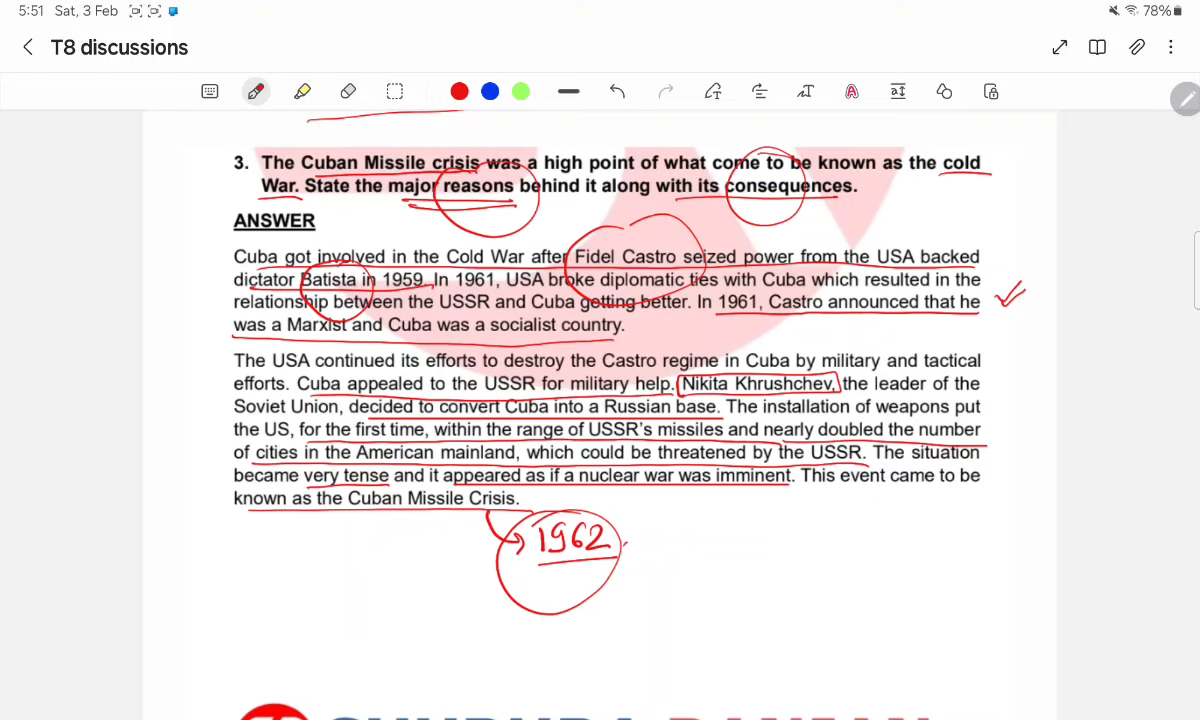 5:51 Sat, 3 Feb
78%
T8 discussions
3. The Cuban Missile crisis was a high point of what come to be known as the cold
War. State the major reasons behind it along with its consequences.
ANSWER
Cuba got involved in the Cold War after Fidel Castro seized power from the USA backed
dictator Batista in 1959. In 1961, USA broke diplomatic ties with Cuba which resulted in the
relationship between the USSR and Cuba getting better. In 1961, Castro announced that he
was a Marxist and Cuba was a socialist country.
The USA continued its efforts to destroy the Castro regime in Cuba by military and tactical
efforts. Cuba appealed to the USSR for military help. Nikita Khrushchev, the leader of the
Soviet Union, decided to convert Cuba into a Russian base. The installation of weapons put
the US, for the first time, within the range of USSR's missiles and nearly doubled the number
of cities in the American mainland, which could be threatened by the USSR. The situation
became very tense and it appeared as if a nuclear war was imminent. This event came to be
known as the Cuban Missile Crisis.
1962